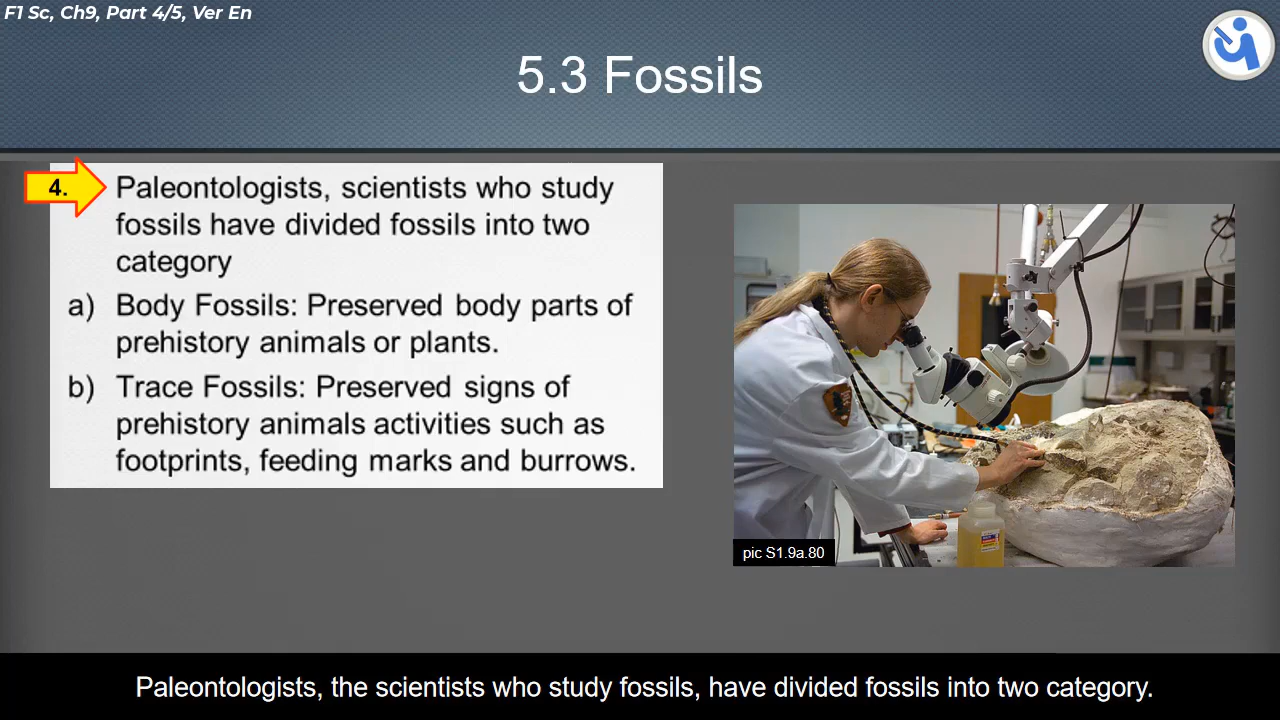 F1 Sc, Ch9, Part 4/5, Ver En
5.3 Fossils
4.
Paleontologists, scientists who study
fossils have divided fossils into two
category
a) Body Fossils: Preserved body parts of
prehistory animals or plants.
b) Trace Fossils: Preserved signs of
prehistory animals activities such as
footprints, feeding marks and burrows.
pic S1.9a.80
Paleontologists, the scientists who study fossils, have divided fossils into two category.